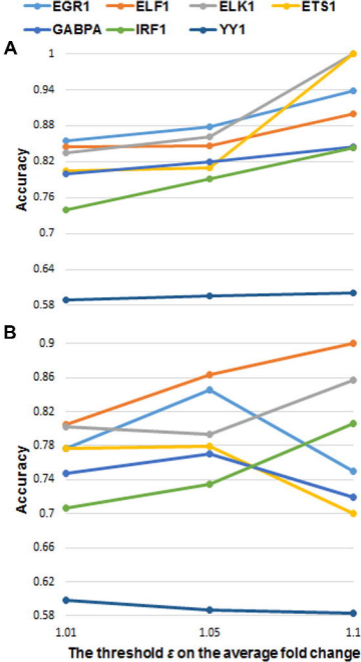 EGR1 ELF1 ELK1 ETS1
GABPA IRF1 YY1
A
1
0.94
0.88
0.82
0.76
0.7
0.64
0.58
Accuracy
B
0.9
0.86
0.82
0.78
0.74
0.7
0.66
0.62
0.58
Accuracy
1.01 1.05 1.1
The threshold ε on the average fold change